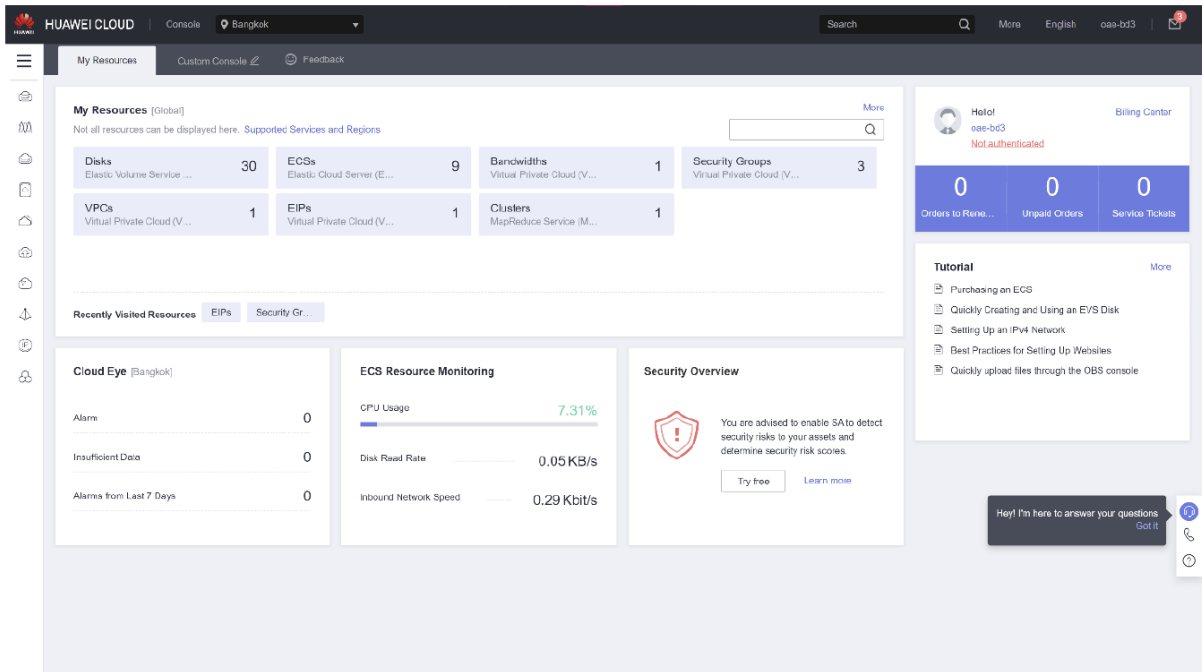 HUAWEI
HUAWEI CLOUD
Console
Bangkok
Search
More
English
oae-bd3
3
My Resources
Custom Console
Feedback
My Resources [Global]
More
Not all resources can be displayed here. Supported Services and Regions
Disks
Elastic Volume Service ...
30
ECSs
Elastic Cloud Server (E...
9
Bandwidths
Virtual Private Cloud (V...
1
Security Groups
Virtual Private Cloud (V...
3
VPCs
Virtual Private Cloud (V...
1
EIPs
Virtual Private Cloud (V...
1
Clusters
MapReduce Service (M...
1
Recently Visited Resources
EIPs
Security Gr...
Hello!
oae-bd3
Not authenticated
Billing Center
0
Orders to Rene...
0
Unpaid Orders
0
Service Tickets
Tutorial
More
Purchasing an ECS
Quickly Creating and Using an EVS Disk
Setting Up an IPv4 Network
Best Practices for Setting Up Websites
Quickly upload files through the OBS console
Cloud Eye [Bangkok]
Alarm 0
Insufficient Data 0
Alarms from Last 7 Days 0
ECS Resource Monitoring
CPU Usage 7.31%
Disk Read Rate 0.05 KB/s
Inbound Network Speed 0.29 Kbit/s
Security Overview
You are advised to enable SA to detect
security risks to your assets and
determine security risk scores.
Try free
Learn more
Hey! I'm here to answer your questions
Got it